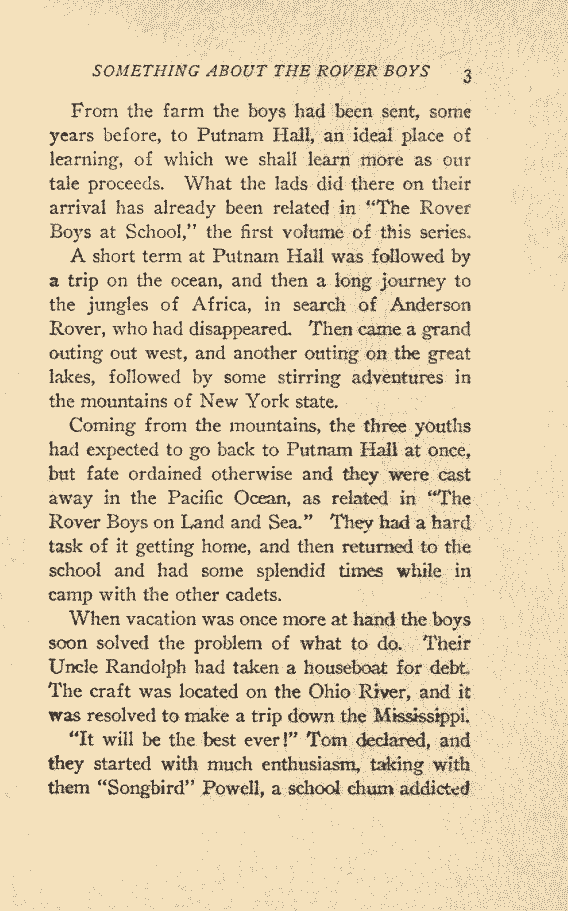 SOMETHING ABOUT THE ROVER BOYS 3
From the farm the boys had been sent, some
years before, to Putnam Hall, an ideal place of
learning, of which we shall learn more as our
tale proceeds. What the lads did there on their
arrival has already been related in "The Rover
Boys at School," the first volume of this series.
A short term at Putnam Hall was followed by
a trip on the ocean, and then a long journey to
the jungles of Africa, in search of Anderson
Rover, who had disappeared. Then came a grand
outing out west, and another outing on the great
lakes, followed by some stirring adventures in
the mountains of New York state.
Coming from the mountains, the three youths
had expected to go back to Putnam Hall at once,
but fate ordained otherwise and they were cast
away in the Pacific Ocean, as related in "The
Rover Boys on Land and Sea." They had a hard
task of it getting home, and then returned to the
school and had some splendid times while in
camp with the other cadets.
When vacation was once more at hand the boys
soon solved the problem of what to do. Their
Uncle Randolph had taken a houseboat for debt.
The craft was located on the Ohio River, and it
was resolved to make a trip down the Mississippi.
"It will be the best ever!" Tom declared, and
they started with much enthusiasm, taking with
them "Songbird" Powell, a school chum addicted